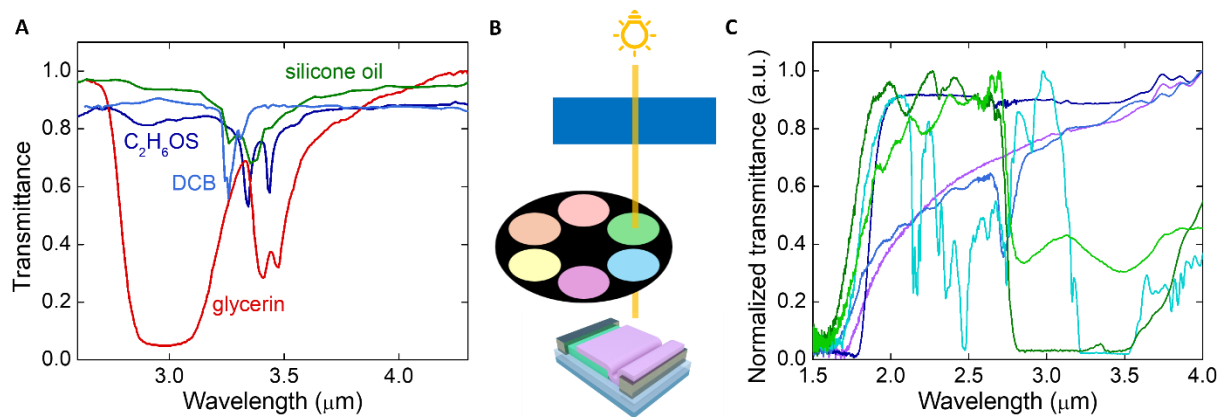 A
Transmittance
1.0
0.8
0.6
0.4
0.2
0.0
silicone oil
C₂H₆OS
DCB
glycerin
3.0
3.5
4.0
Wavelength (μm)
B
C
Normalized transmittance (a.u.)
1.0
0.8
0.6
0.4
0.2
0.0
1.5
2.0
2.5
3.0
3.5
4.0
Wavelength (μm)